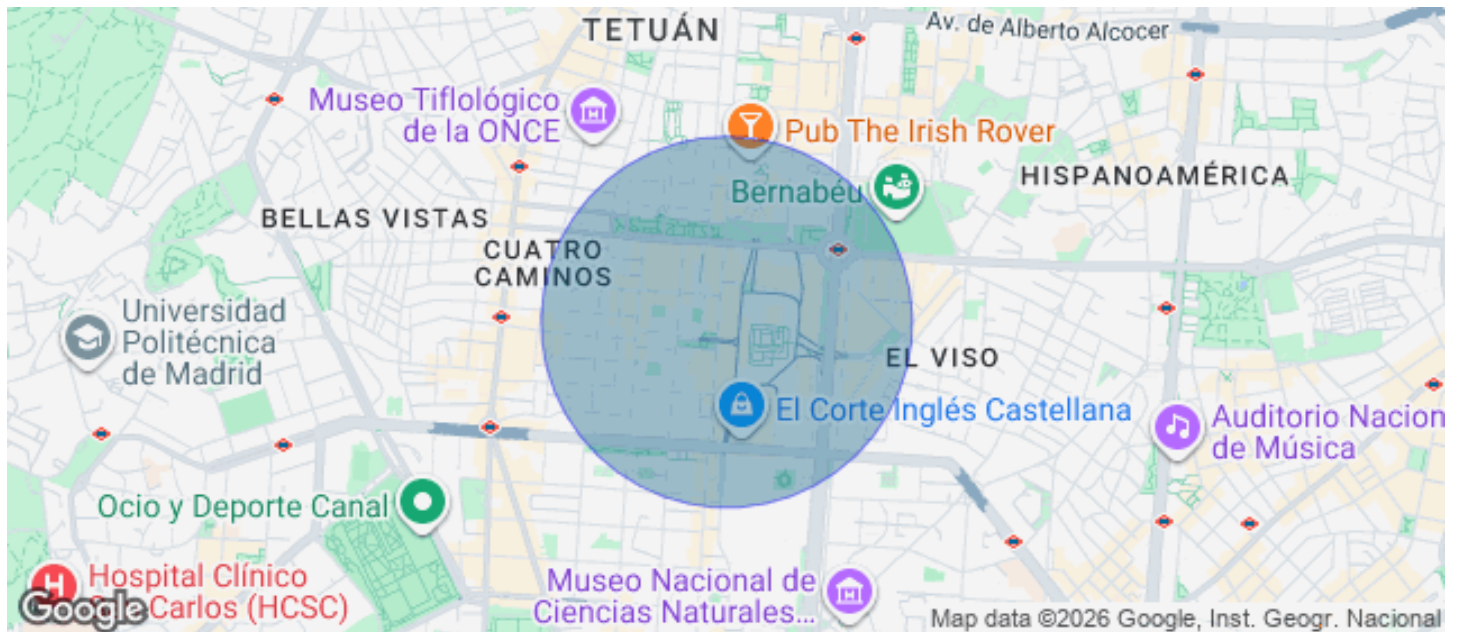 TETUÁN
Av. de Alberto Alcocer
Museo Tiflológico
de la ONCE
Pub The Irish Rover
Bernabéu
HISPANOAMÉRICA
BELLAS VISTAS
CUATRO
CAMINOS
Universidad
Politécnica
de Madrid
EL VISO
El Corte Inglés Castellana
Auditorio Nacion
de Música
Ocio y Deporte Canal
Hospital Clínico
Carlos (HCSC)
Museo Nacional de
Ciencias Naturales...
Google
Map data ©2026 Google, Inst. Geogr. Nacional